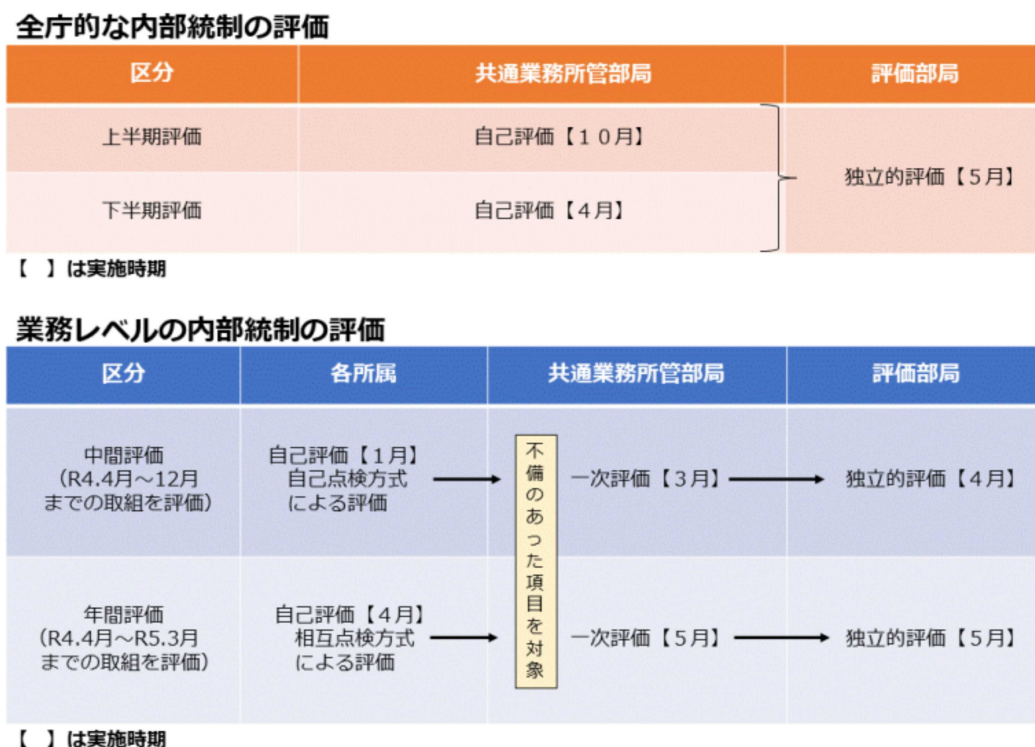 全庁的な内部統制の評価
区分 共通業務所管部局 評価部局
上半期評価 自己評価【１０月】
独立的評価【５月】
下半期評価 自己評価【４月】
【　】は実施時期
業務レベルの内部統制の評価
区分 各所属 共通業務所管部局 評価部局
中間評価
（R4.4月～12月
までの取組を評価）
自己評価【１月】
自己点検方式
による評価
不備のあった項目を対象
一次評価【３月】
独立的評価【４月】
年間評価
（R4.4月～R5.3月
までの取組を評価）
自己評価【４月】
相互点検方式
による評価
一次評価【５月】
独立的評価【５月】
【　】は実施時期